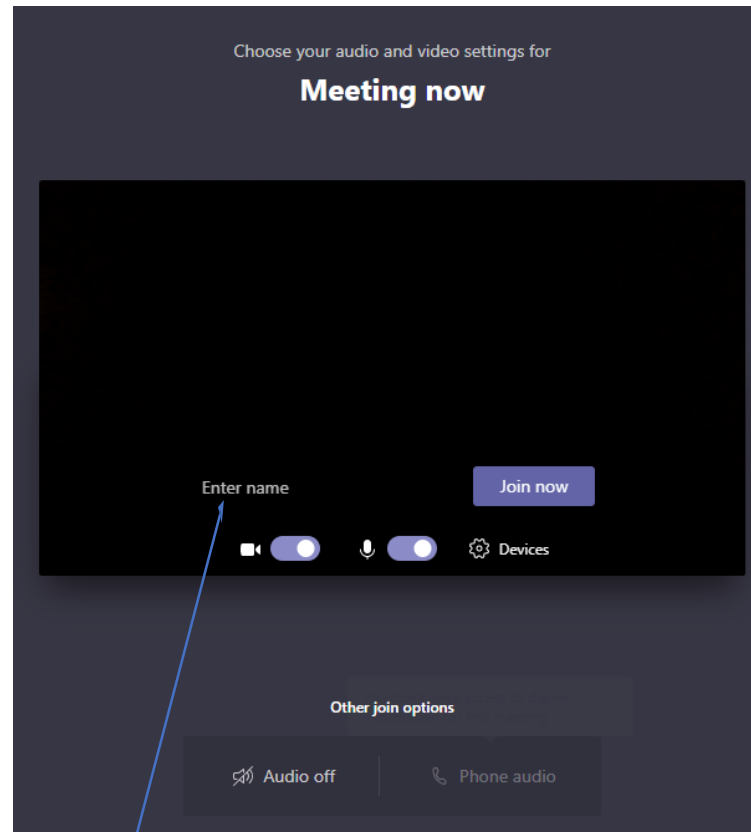 Choose your audio and video settings for
Meeting now
Enter name
Join now
Devices
Other join options
Audio off
Phone audio